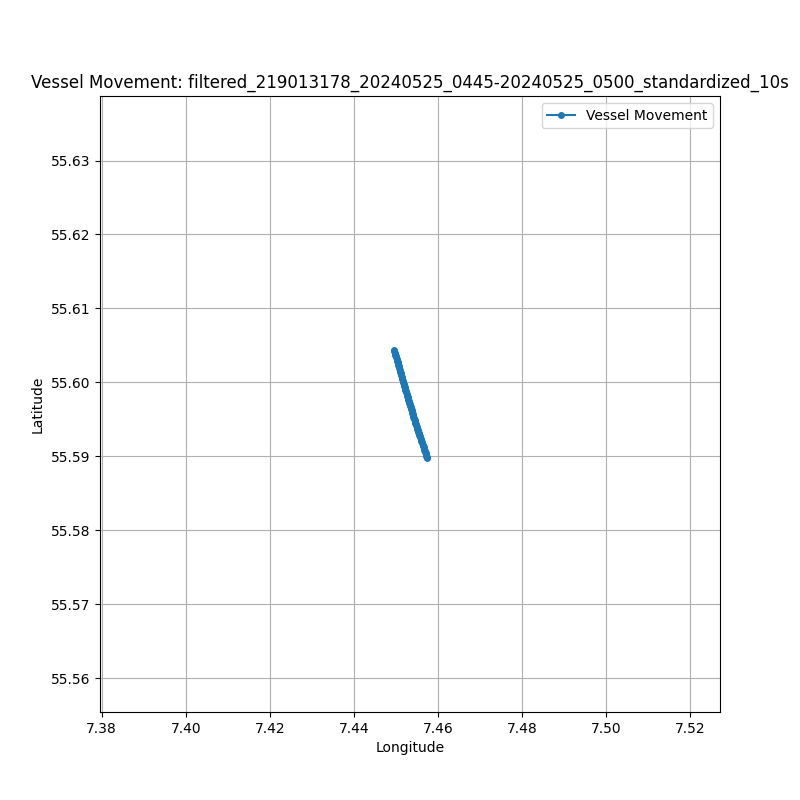 Vessel Movement: filtered_219013178_20240525_0445-20240525_0500_standardized_10s
Vessel Movement
55.63
55.62
55.61
55.60
55.59
55.58
55.57
55.56
Latitude
7.38 7.40 7.42 7.44 7.46 7.48 7.50 7.52
Longitude